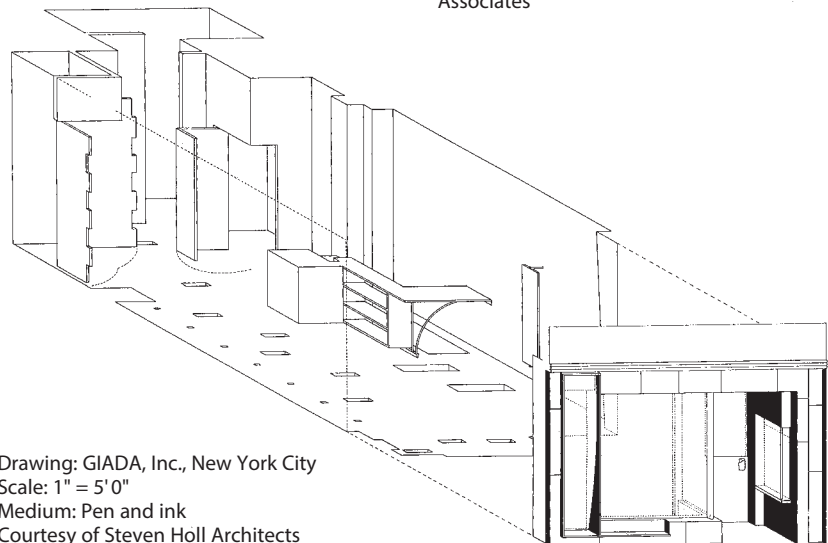 Associates
Drawing: GIADA, Inc., New York City
Scale: 1" = 5'0"
Medium: Pen and ink
Courtesy of Steven Holl Architects